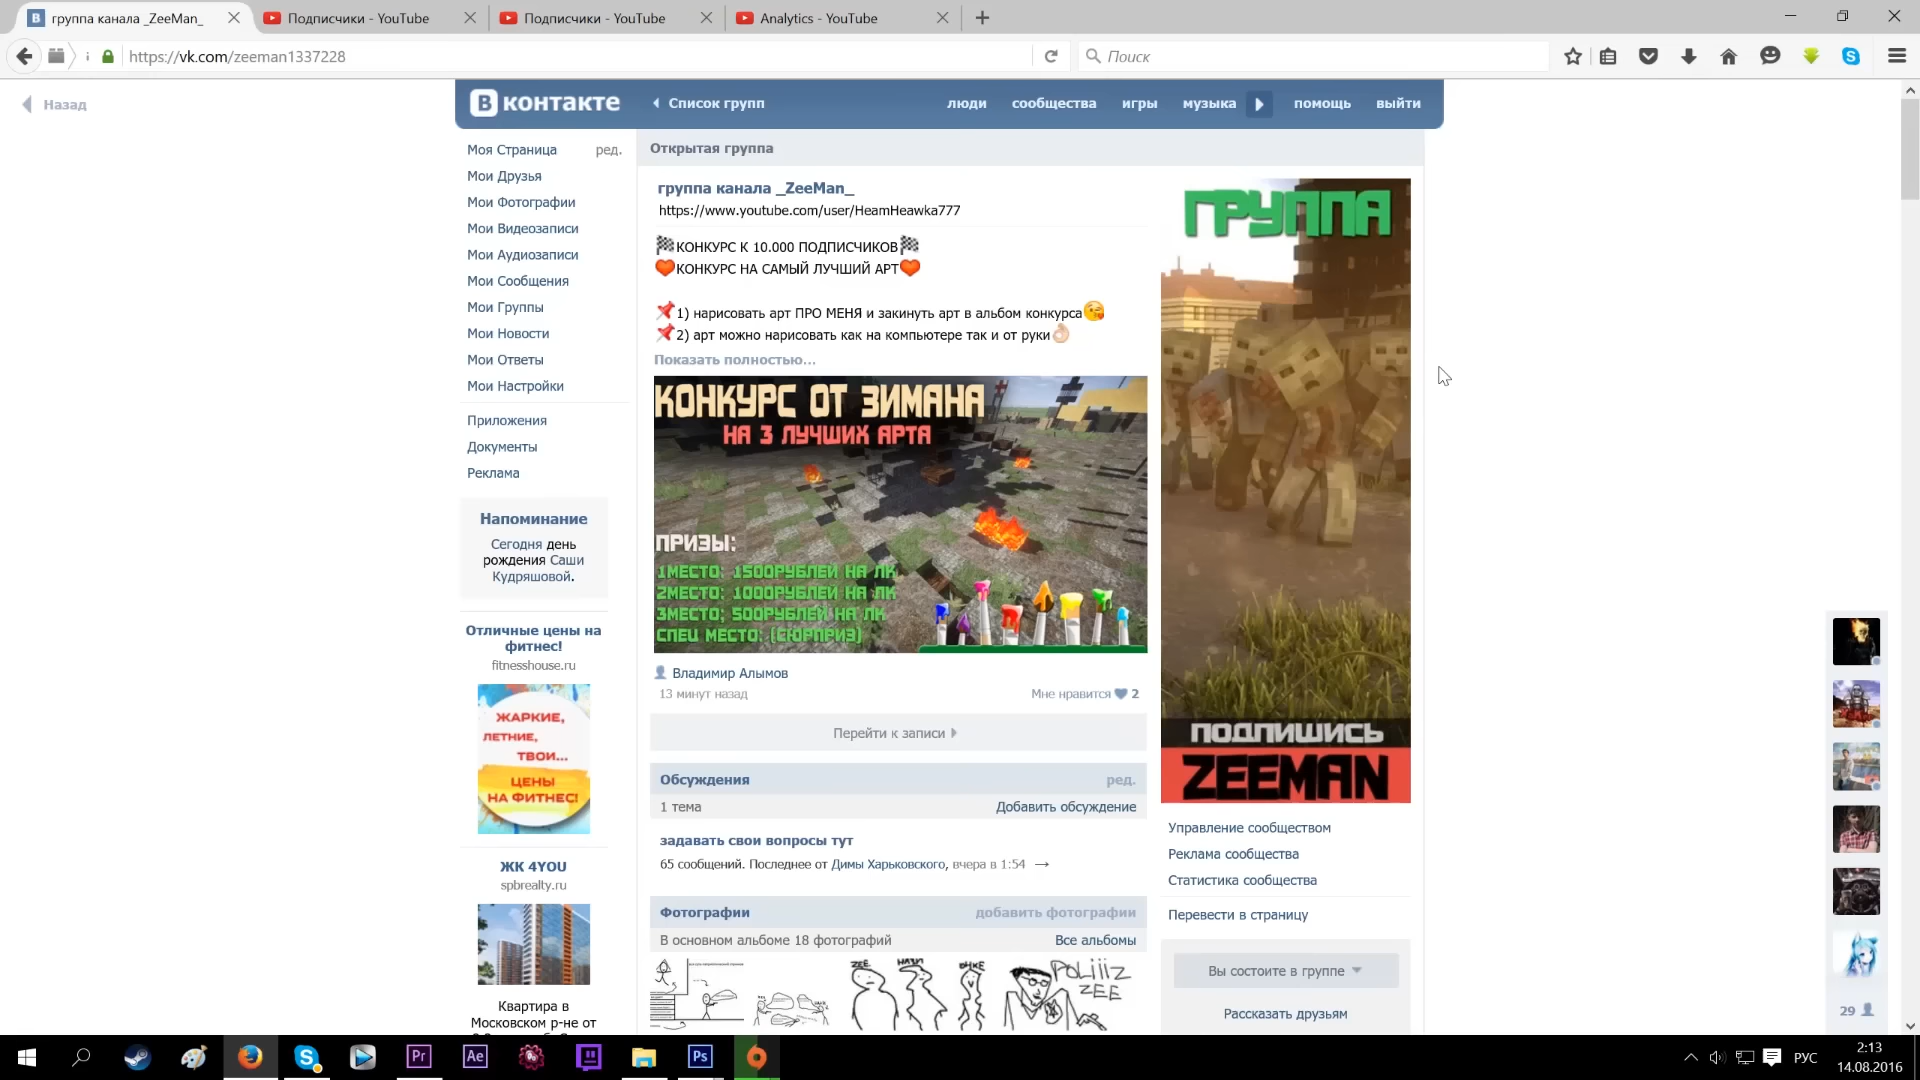 группа канала _ZeeMan_
Подписчики - YouTube
Подписчики - YouTube
Analytics - YouTube
https://vk.com/zeeman1337228
Поиск
Назад
В контакте
Список групп
люди
сообщества
игры
музыка
помощь
выйти
Моя Страница
ред.
Мои Друзья
Мои Фотографии
Мои Видеозаписи
Мои Аудиозаписи
Мои Сообщения
Мои Группы
Мои Новости
Мои Ответы
Мои Настройки
Приложения
Документы
Реклама
Напоминание
Сегодня день
рождения Саши
Кудряшовой.
Отличные цены на
фитнес!
fitnesshouse.ru
ЖАРКИЕ,
ЛЕТНИЕ,
ТВОИ...
ЦЕНЫ
НА ФИТНЕС!
ЖК 4YOU
spbrealty.ru
Квартира в
Московском р-не от
Открытая группа
группа канала _ZeeMan_
https://www.youtube.com/user/HeamHeawka777
КОНКУРС К 10.000 ПОДПИСЧИКОВ
КОНКУРС НА САМЫЙ ЛУЧШИЙ АРТ
1) нарисовать арт ПРО МЕНЯ и закинуть арт в альбом конкурса
2) арт можно нарисовать как на компьютере так и от руки
Показать полностью...
КОНКУРС ОТ ЗИМАНА
НА 3 ЛУЧШИХ АРТА
ПРИЗЫ:
1МЕСТО: 1500РУБЛЕЙ НА ЛК
2МЕСТО: 1000РУБЛЕЙ НА ЛК
3МЕСТО; 500РУБЛЕЙ НА ЛК
СПЕЦ МЕСТО: (СЮРПРИЗ)
Владимир Алымов
13 минут назад
Мне нравится 2
Перейти к записи
Обсуждения
ред.
1 тема
Добавить обсуждение
задавать свои вопросы тут
65 сообщений. Последнее от Димы Харьковского, вчера в 1:54 →
Фотографии
добавить фотографии
В основном альбоме 18 фотографий
Все альбомы
ZEE
POLIIIZ
ZEE
ГРУППА
ПОДПИШИСЬ
ZEEMAN
Управление сообществом
Реклама сообщества
Статистика сообщества
Перевести в страницу
Вы состоите в группе
Рассказать друзьям
29
Pr
Ae
Ps
РУС
2:13
14.08.2016